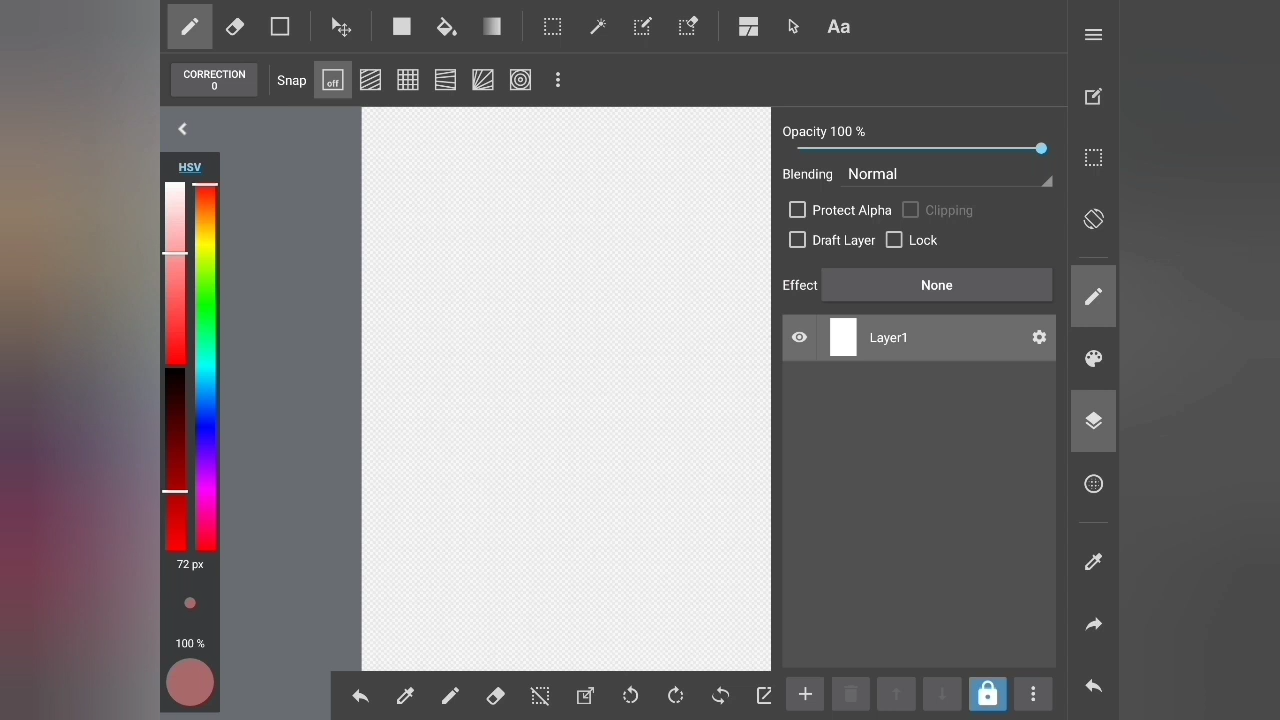 Aa
CORRECTION
0
Snap
off
HSV
72 px
100 %
Opacity 100 %
Blending Normal
Protect Alpha Clipping
Draft Layer Lock
Effect None
Layer1